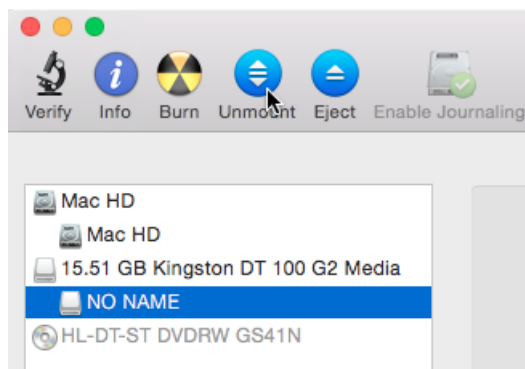 Verify Info Burn Unmount Eject Enable Journaling
Mac HD
Mac HD
15.51 GB Kingston DT 100 G2 Media
NO NAME
HL-DT-ST DVDRW GS41N